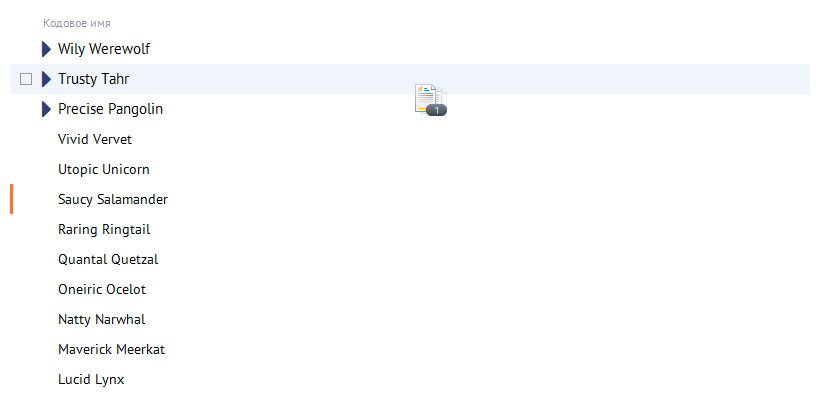 Кодовое имя
Wily Werewolf
Trusty Tahr
1
Precise Pangolin
Vivid Vervet
Utopic Unicorn
Saucy Salamander
Raring Ringtail
Quantal Quetzal
Oneiric Ocelot
Natty Narwhal
Maverick Meerkat
Lucid Lynx